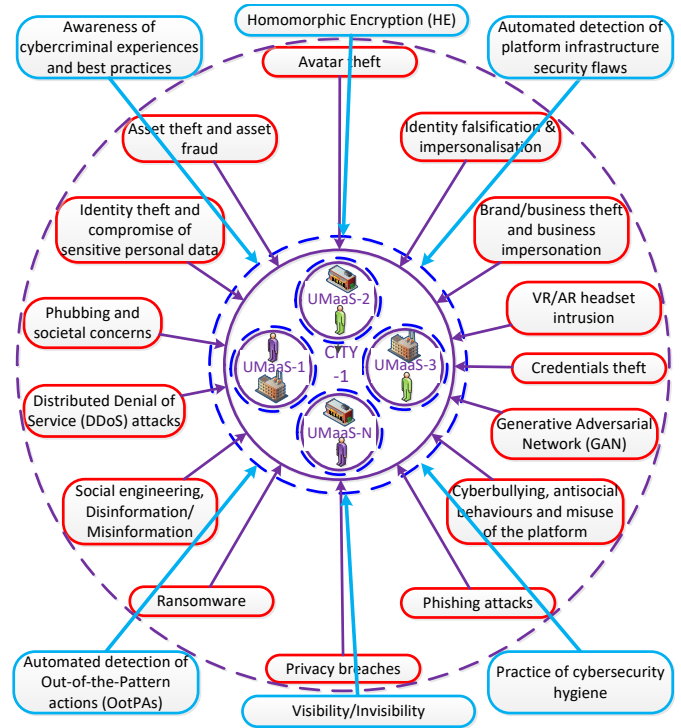 Awareness of
cybercriminal experiences
and best practices
Homomorphic Encryption (HE)
Automated detection of
platform infrastructure
security flaws
Avatar theft
Asset theft and asset
fraud
Identity falsification &
impersonalisation
Identity theft and
compromise of
sensitive personal data
Brand/business theft
and business
impersonation
Phubbing and
societal concerns
VR/AR headset
intrusion
UMaaS-2
UMaaS-1
CITY
-1
UMaaS-3
UMaaS-N
Credentials theft
Distributed Denial of
Service (DDoS) attacks
Generative Adversarial
Network (GAN)
Social engineering,
Disinformation/
Misinformation
Cyberbullying, antisocial
behaviours and misuse
of the platform
Ransomware
Phishing attacks
Privacy breaches
Automated detection of
Out-of-the-Pattern
actions (OotPAs)
Visibility/Invisibility
Practice of cybersecurity
hygiene